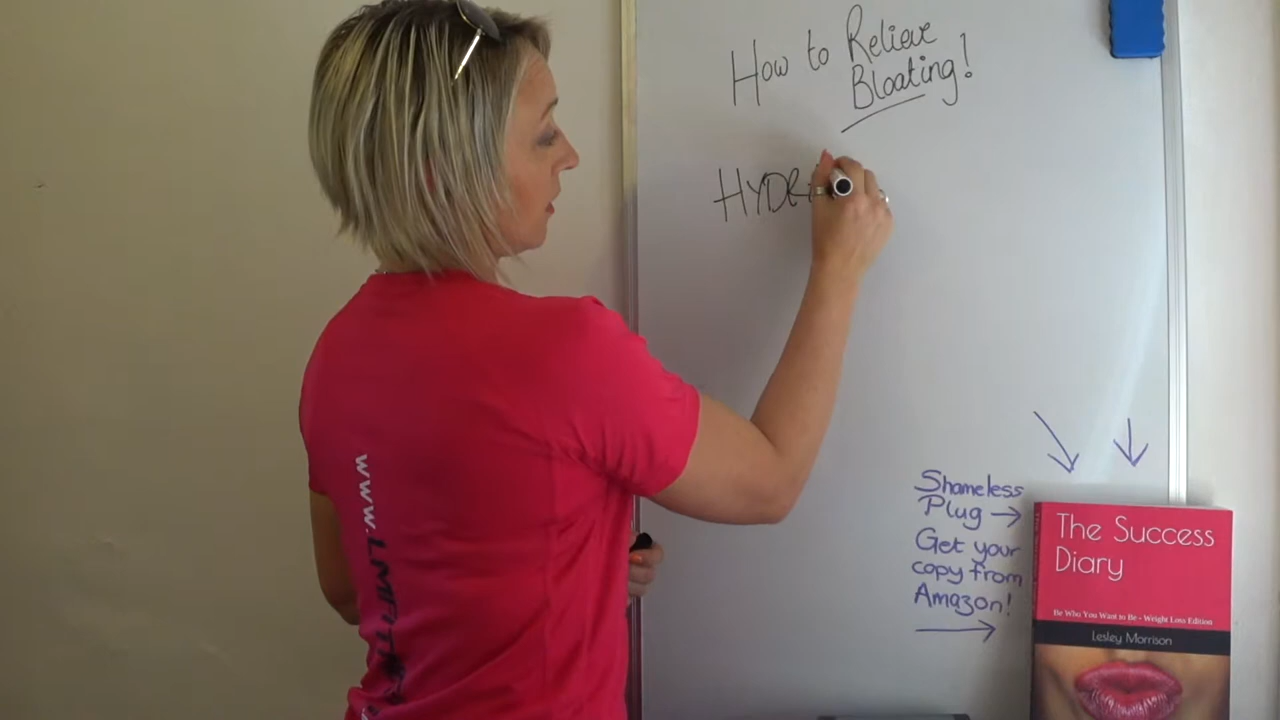 How to Relieve
Bloating!
HYDR
Shameless
Plug →
Get your
copy from
Amazon!
The Success
Diary
Be Who You Want to Be - Weight Loss Edition
Lesley Morrison